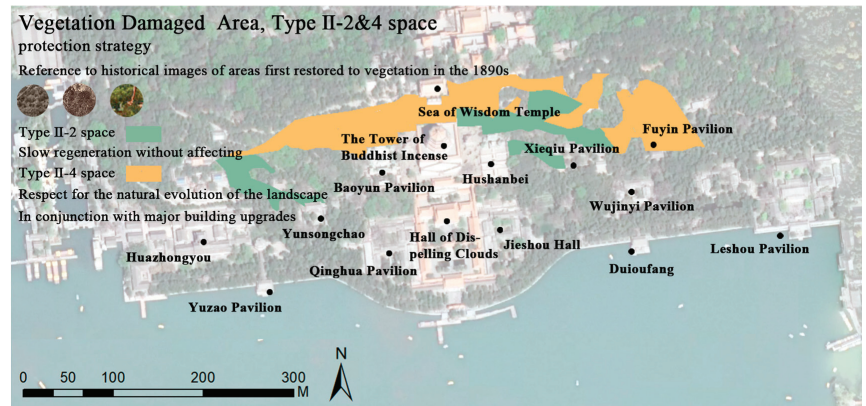 Vegetation Damaged Area, Type II-2&4 space
protection strategy
Reference to historical images of areas first restored to vegetation in the 1890s
Type II-2 space
Slow regeneration without affecting
Type II-4 space
Respect for the natural evolution of the landscape
In conjunction with major building upgrades
Sea of Wisdom Temple
The Tower of
Buddhist Incense
Fuyin Pavilion
Xieqiu Pavilion
Hushanbei
Baoyun Pavilion
Wujinyi Pavilion
Yunsongchao
Hall of Dis-
pelling Clouds
Jieshou Hall
Leshou Pavilion
Huazhongyou
Qinghua Pavilion
Duioufang
Yuzao Pavilion
N
0 50 100 200 300
M